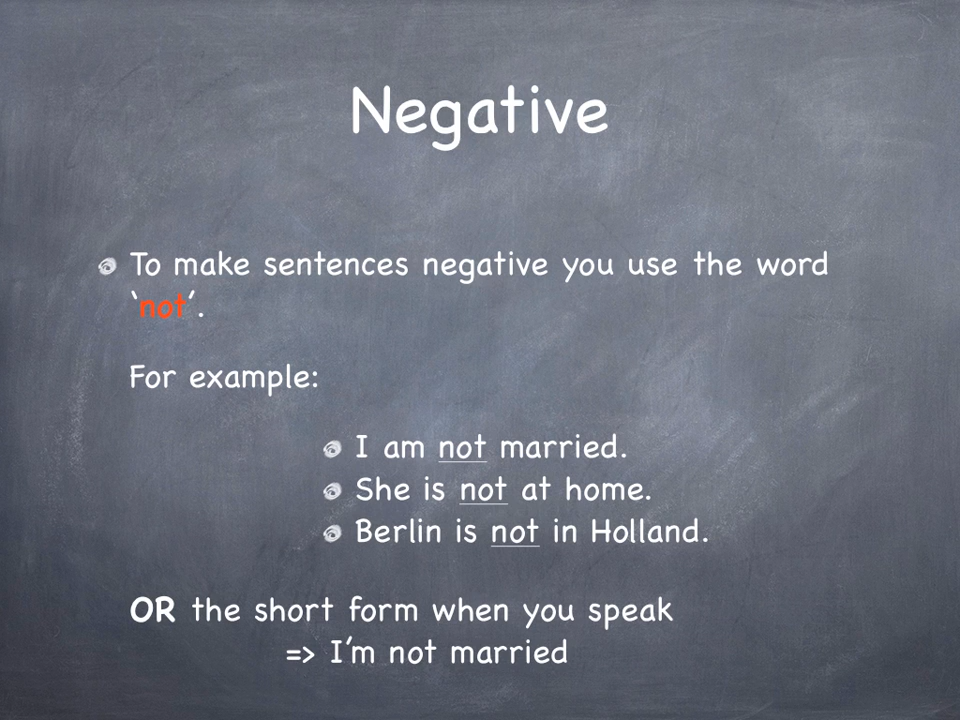 Negative
To make sentences negative you use the word
‘not’.
For example:
I am not married.
She is not at home.
Berlin is not in Holland.
OR the short form when you speak
=> I’m not married